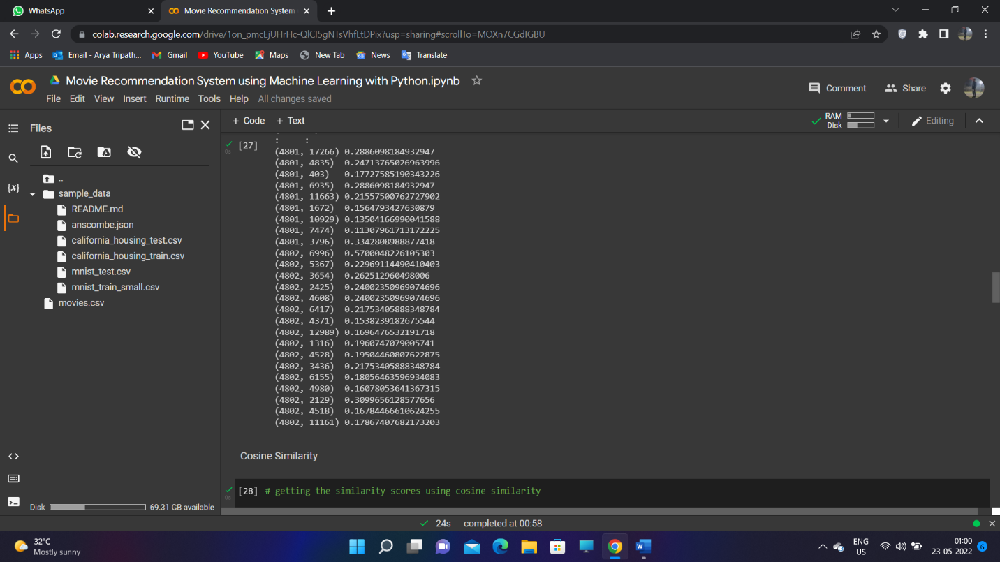 WhatsApp
Movie Recommendation System
colab.research.google.com/drive/1on_pmcEjUHrHc-QlCI5gNTsVhfLtDPix?usp=sharing#scrollTo=MOXn7CGdIGBU
Apps Email - Arya Tripath... Gmail YouTube Maps New Tab News Translate
Movie Recommendation System using Machine Learning with Python.ipynb
File Edit View Insert Runtime Tools Help All changes saved
Comment Share
Files
+ Code + Text
RAM
Disk
Editing
..
sample_data
README.md
anscombe.json
california_housing_test.csv
california_housing_train.csv
mnist_test.csv
mnist_train_small.csv
movies.csv
{x}
Disk 69.31 GB available
[27]
0s
: :
(4801, 17266) 0.2886098184932947
(4801, 4835) 0.24713765026963996
(4801, 403) 0.17727585190343226
(4801, 6935) 0.2886098184932947
(4801, 11663) 0.21557500762727902
(4801, 1672) 0.1564793427630879
(4801, 10929) 0.13504166990041588
(4801, 7474) 0.11307961713172225
(4801, 3796) 0.3342808988877418
(4802, 6996) 0.5700048226105303
(4802, 5367) 0.22969114490410403
(4802, 3654) 0.262512960498006
(4802, 2425) 0.24002350969074696
(4802, 4608) 0.24002350969074696
(4802, 6417) 0.21753405888348784
(4802, 4371) 0.1538239182675544
(4802, 12989) 0.1696476532191718
(4802, 1316) 0.1960747079005741
(4802, 4528) 0.19504460807622875
(4802, 3436) 0.21753405888348784
(4802, 6155) 0.18056463596934083
(4802, 4980) 0.16078053641367315
(4802, 2129) 0.3099656128577656
(4802, 4518) 0.16784466610624255
(4802, 11161) 0.17867407682173203
Cosine Similarity
[28] # getting the similarity scores using cosine similarity
0s
24s completed at 00:58
32°C
Mostly sunny
ENG
US
01:00
23-05-2022
6